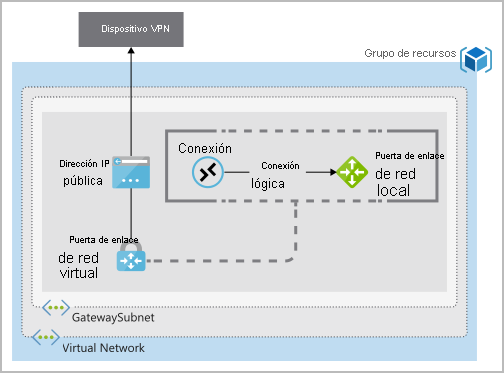 Dispositivo VPN
Grupo de recursos
Dirección IP
pública
Conexión
Conexión
lógica
Puerta de enlace
de red
local
Puerta de enlace
de red
virtual
GatewaySubnet
Virtual Network